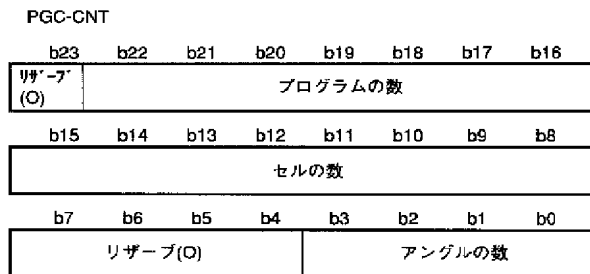 PGC-CNT
b23 b22 b21 b20 b19 b18 b17 b16
リザーブ
(O)
プログラムの数
b15 b14 b13 b12 b11 b10 b9 b8
セルの数
b7 b6 b5 b4 b3 b2 b1 b0
リザーブ(O) アングルの数